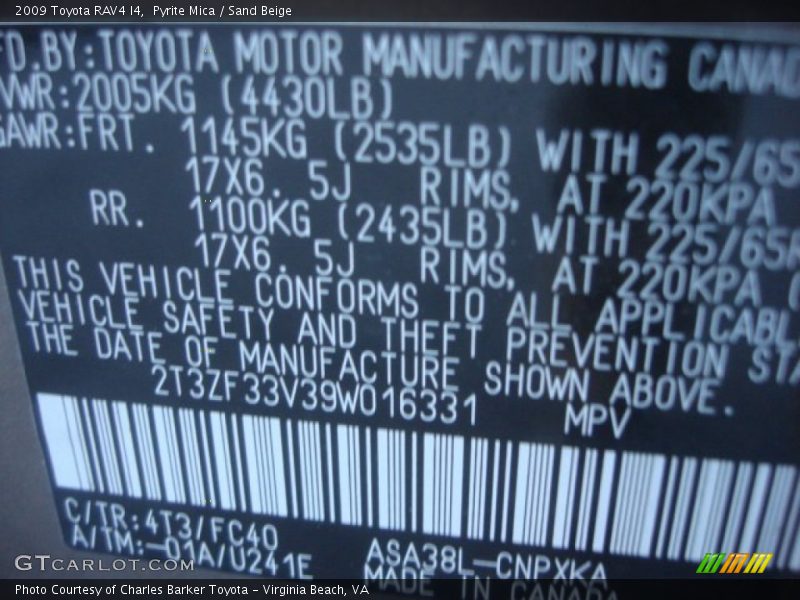 2009 Toyota RAV4 I4, Pyrite Mica / Sand Beige
FD.BY:TOYOTA MOTOR MANUFACTURING CANAD
VWR:2005KG (4430LB)
GAWR:FRT. 1145KG (2535LB) WITH 225/65
17X6.5J RIMS, AT 220KPA
RR. 1100KG (2435LB) WITH 225/65R
17X6.5J RIMS, AT 220KPA (
THIS VEHICLE CONFORMS TO ALL APPLICABL
VEHICLE SAFETY AND THEFT PREVENTION STA
THE DATE OF MANUFACTURE SHOWN ABOVE.
2T3ZF33V39W016331 MPV
C/TR:4T3/FC40
A/TM:-01A/U241E ASA38L-CNPXKA
MADE IN CANADA
GTCARLOT.COM
Photo Courtesy of Charles Barker Toyota - Virginia Beach, VA